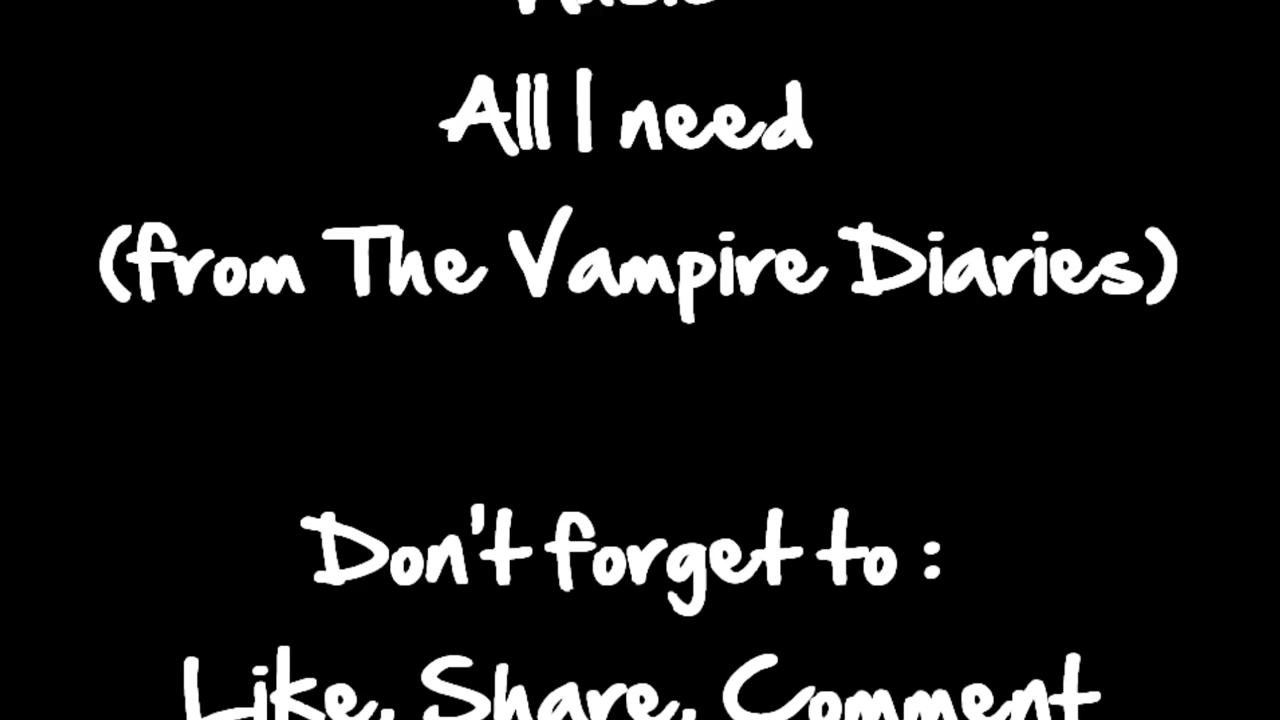 All I need
(from The Vampire Diaries)
Don't forget to :
Like, Share, Comment